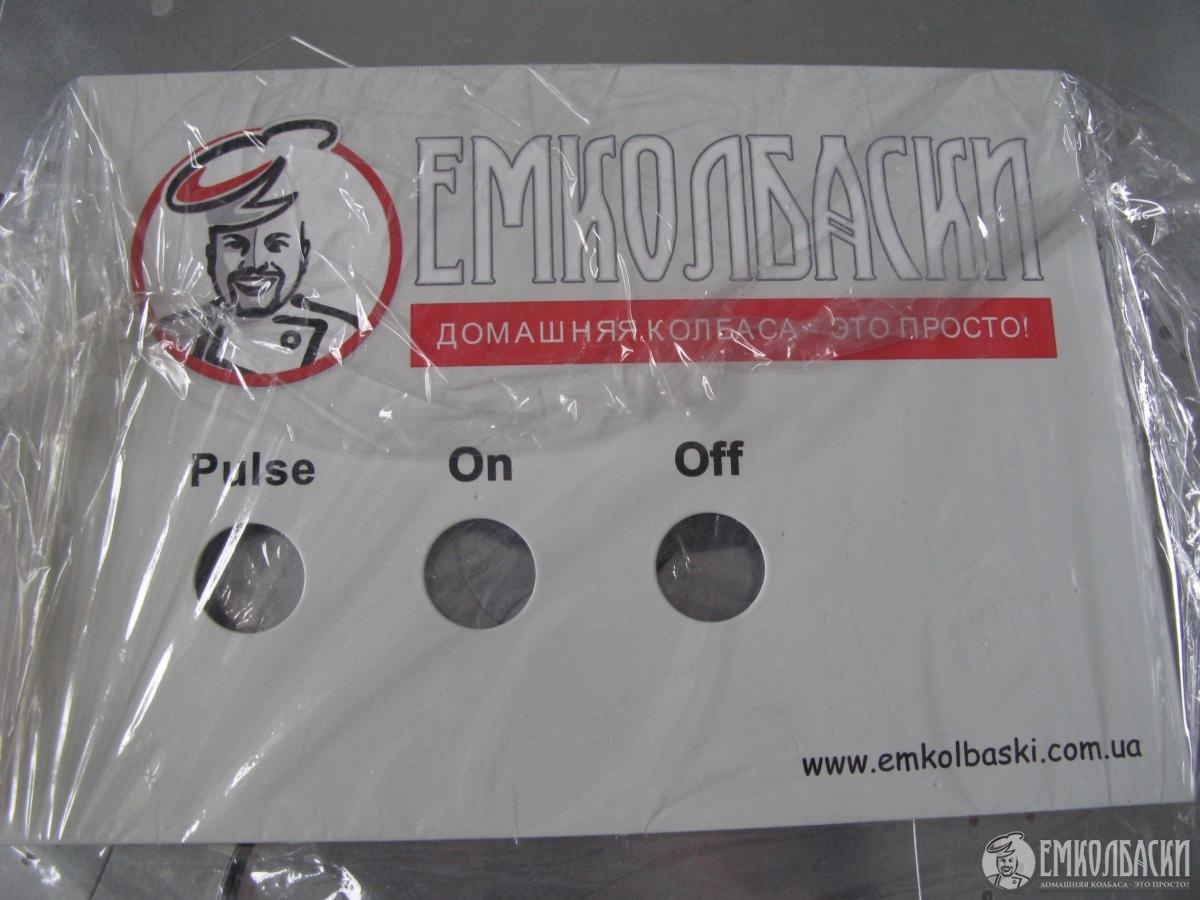 ЕМКОЛБАСКИ
ДОМАШНЯЯ КОЛБАСА - ЭТО ПРОСТО!
Pulse On Off
www.emkolbaski.com.ua
ЕМКОЛБАСКИ
ДОМАШНЯЯ КОЛБАСА - ЭТО ПРОСТО!